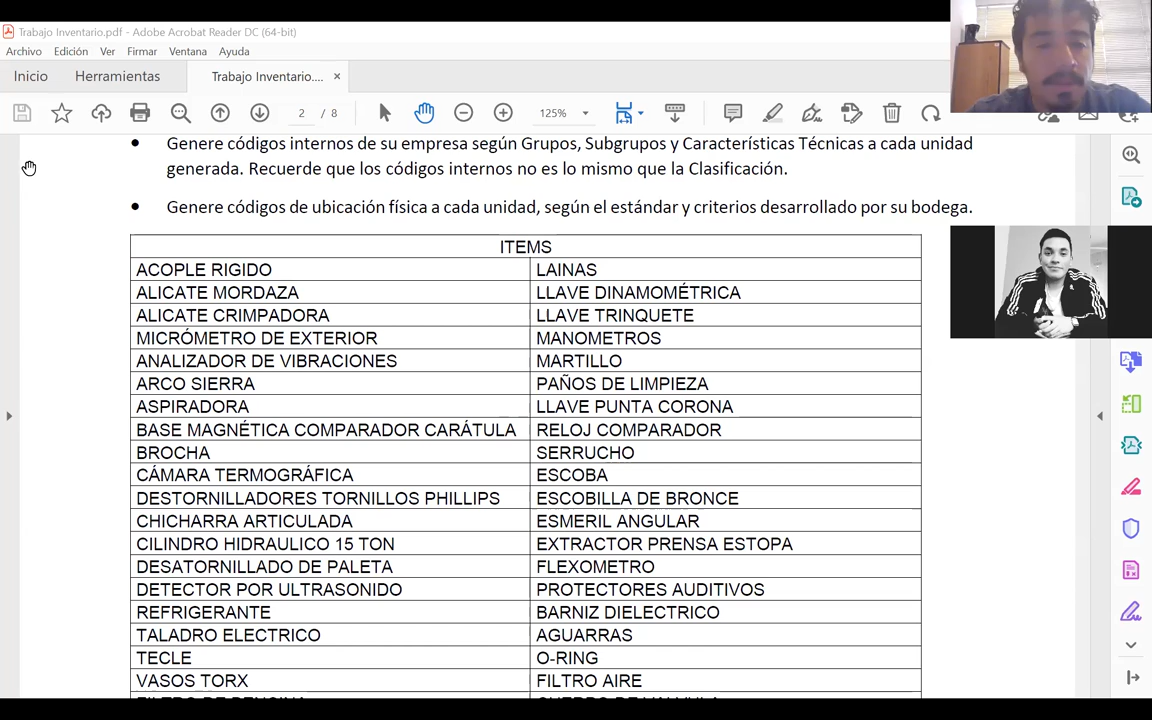 Trabajo Inventario.pdf - Adobe Acrobat Reader DC (64-bit)
Archivo Edición Ver Firmar Ventana Ayuda
Inicio Herramientas Trabajo Inventario.... ×
2 / 8 125%
• Genere códigos internos de su empresa según Grupos, Subgrupos y Características Técnicas a cada unidad
generada. Recuerde que los códigos internos no es lo mismo que la Clasificación.
• Genere códigos de ubicación física a cada unidad, según el estándar y criterios desarrollado por su bodega.
ITEMS
ACOPLE RIGIDO LAINAS
ALICATE MORDAZA LLAVE DINAMOMÉTRICA
ALICATE CRIMPADORA LLAVE TRINQUETE
MICRÓMETRO DE EXTERIOR MANOMETROS
ANALIZADOR DE VIBRACIONES MARTILLO
ARCO SIERRA PAÑOS DE LIMPIEZA
ASPIRADORA LLAVE PUNTA CORONA
BASE MAGNÉTICA COMPARADOR CARÁTULA RELOJ COMPARADOR
BROCHA SERRUCHO
CÁMARA TERMOGRÁFICA ESCOBA
DESTORNILLADORES TORNILLOS PHILLIPS ESCOBILLA DE BRONCE
CHICHARRA ARTICULADA ESMERIL ANGULAR
CILINDRO HIDRAULICO 15 TON EXTRACTOR PRENSA ESTOPA
DESATORNILLADO DE PALETA FLEXOMETRO
DETECTOR POR ULTRASONIDO PROTECTORES AUDITIVOS
REFRIGERANTE BARNIZ DIELECTRICO
TALADRO ELECTRICO AGUARRAS
TECLE O-RING
VASOS TORX FILTRO AIRE